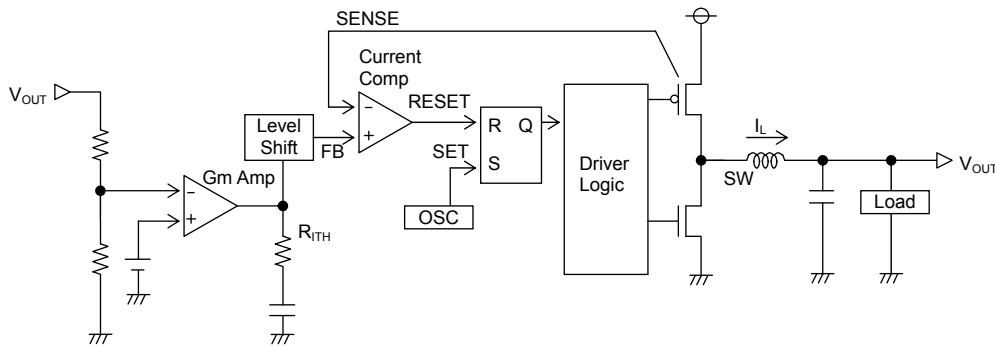 SENSE
Current
Comp
V_OUT
RESET
Level
Shift
FB
R Q
SET
S
Driver
Logic
I_L
SW
V_OUT
Gm Amp
OSC
Load
R_ITH
-
+
-
+